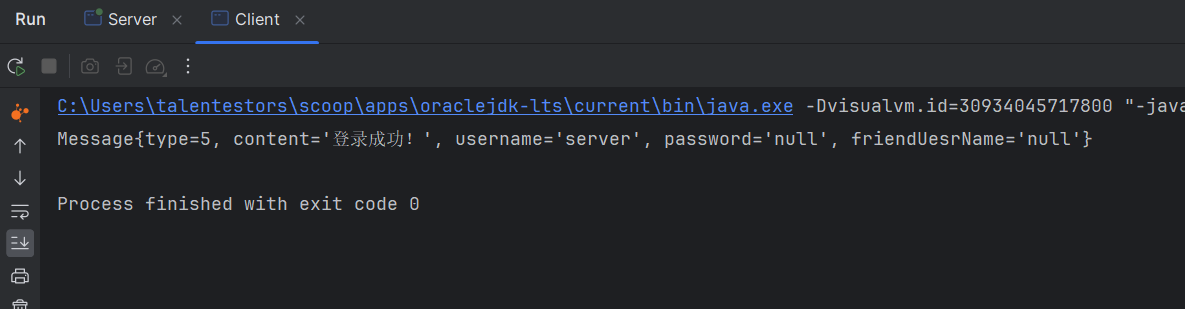 Run Server Client
C:\Users\talentestors\scoop\apps\oraclejdk-lts\current\bin\java.exe -Dvisualvm.id=30934045717800 "-java
Message{type=5, content='登录成功！', username='server', password='null', friendUesrName='null'}
Process finished with exit code 0